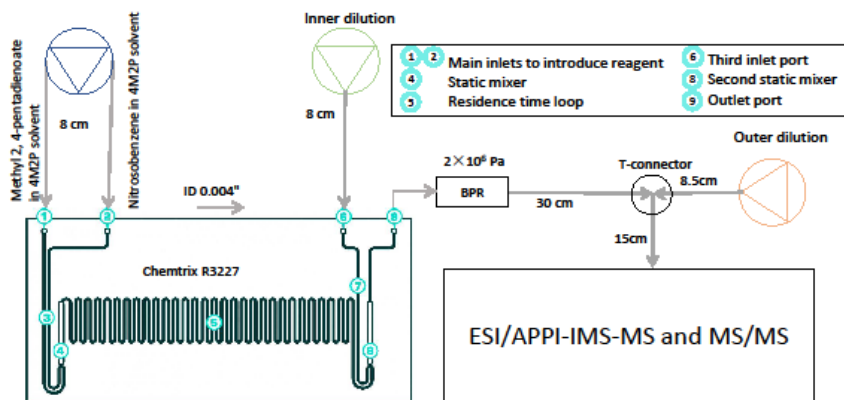 Methyl 2, 4-pentadienoate
in 4M2P solvent
8 cm
Nitrosobenzene in 4M2P solvent
Inner dilution
8 cm
1 2 Main inlets to introduce reagent
4 Static mixer
5 Residence time loop
6 Third inlet port
8 Second static mixer
9 Outlet port
ID 0.004"
2×10⁶ Pa
BPR
30 cm
T-connector
8.5cm
Outer dilution
15cm
1
6
Chemtrix R3227
3
4
5
7
ESI/APPI-IMS-MS and MS/MS